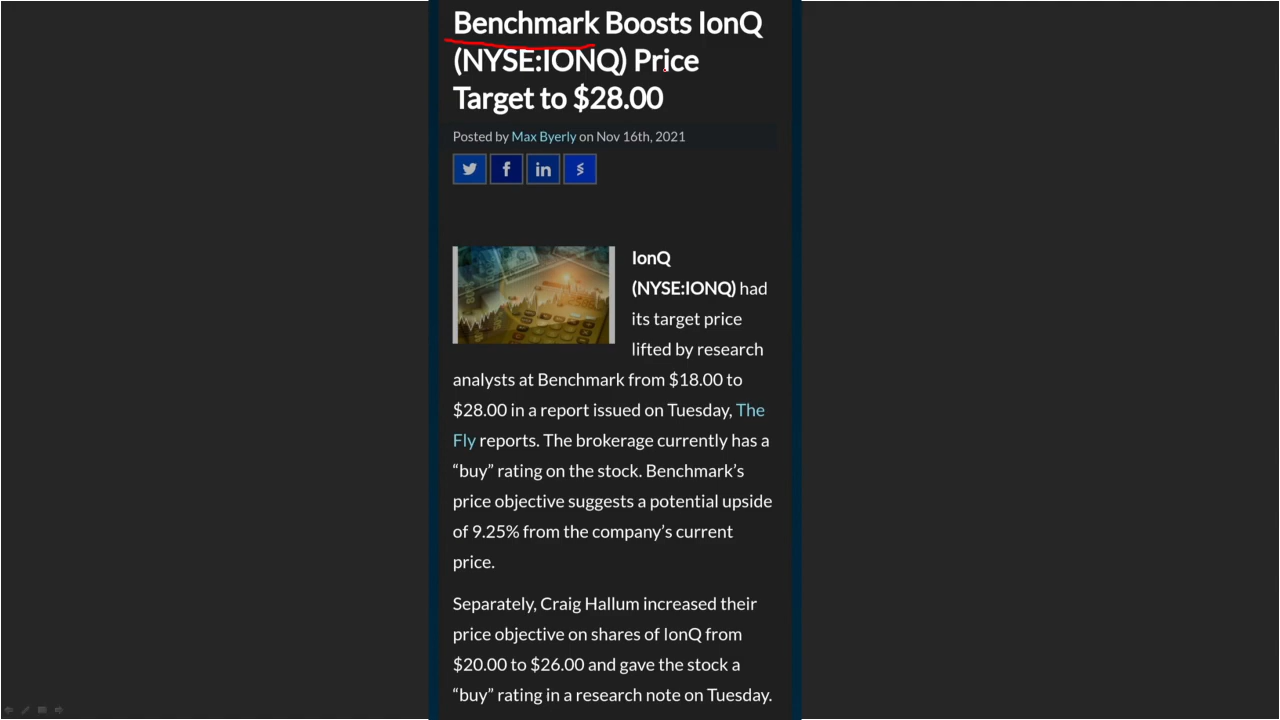 Benchmark Boosts IonQ
(NYSE:IONQ) Price
Target to $28.00
Posted by Max Byerly on Nov 16th, 2021
IonQ
(NYSE:IONQ) had
its target price
lifted by research
analysts at Benchmark from $18.00 to
$28.00 in a report issued on Tuesday, The
Fly reports. The brokerage currently has a
“buy” rating on the stock. Benchmark’s
price objective suggests a potential upside
of 9.25% from the company’s current
price.
Separately, Craig Hallum increased their
price objective on shares of IonQ from
$20.00 to $26.00 and gave the stock a
“buy” rating in a research note on Tuesday.